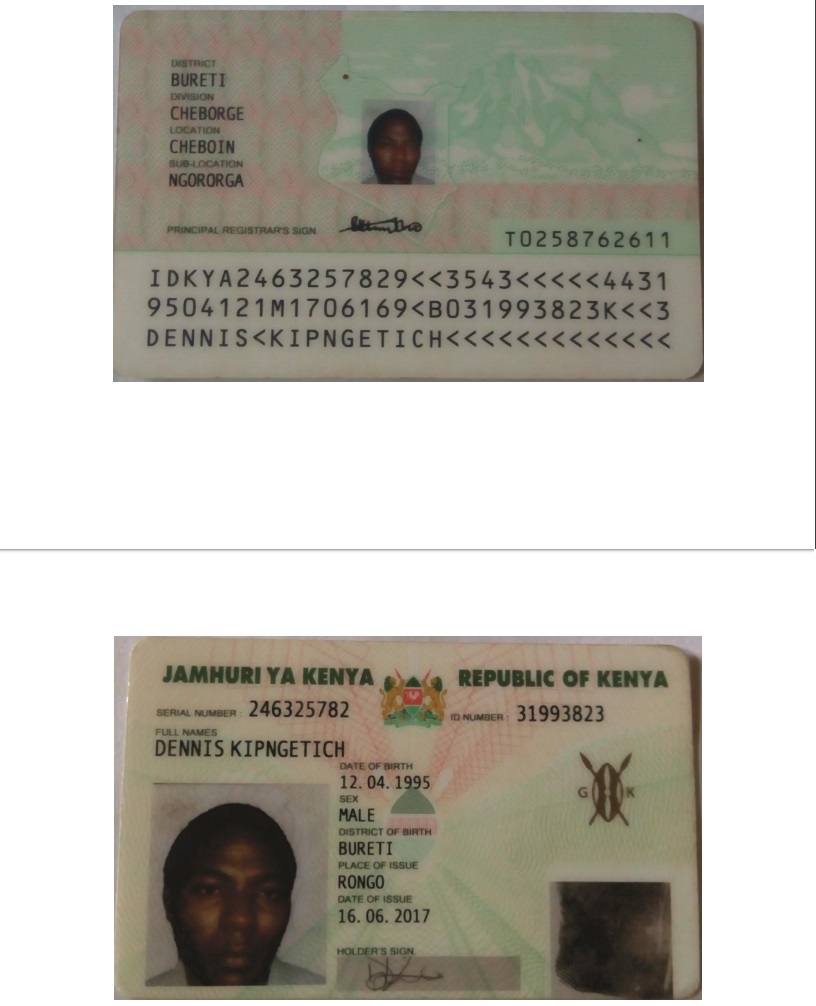 DISTRICT
BURETI
DIVISION
CHEBORGE
LOCATION
CHEBOIN
SUB-LOCATION
NGORORGA
PRINCIPAL REGISTRAR'S SIGN.
T0258762611
IDKYA2463257829<<3543<<<<<4431
9504121M1706169<B031993823K<<3
DENNIS<KIPNGETICH<<<<<<<<<<<<<
JAMHURI YA KENYA REPUBLIC OF KENYA
SERIAL NUMBER: 246325782 ID NUMBER: 31993823
FULL NAMES
DENNIS KIPNGETICH
DATE OF BIRTH
12.04.1995
SEX
MALE
G K
DISTRICT OF BIRTH
BURETI
PLACE OF ISSUE
RONGO
DATE OF ISSUE
16.06.2017
HOLDER'S SIGN.